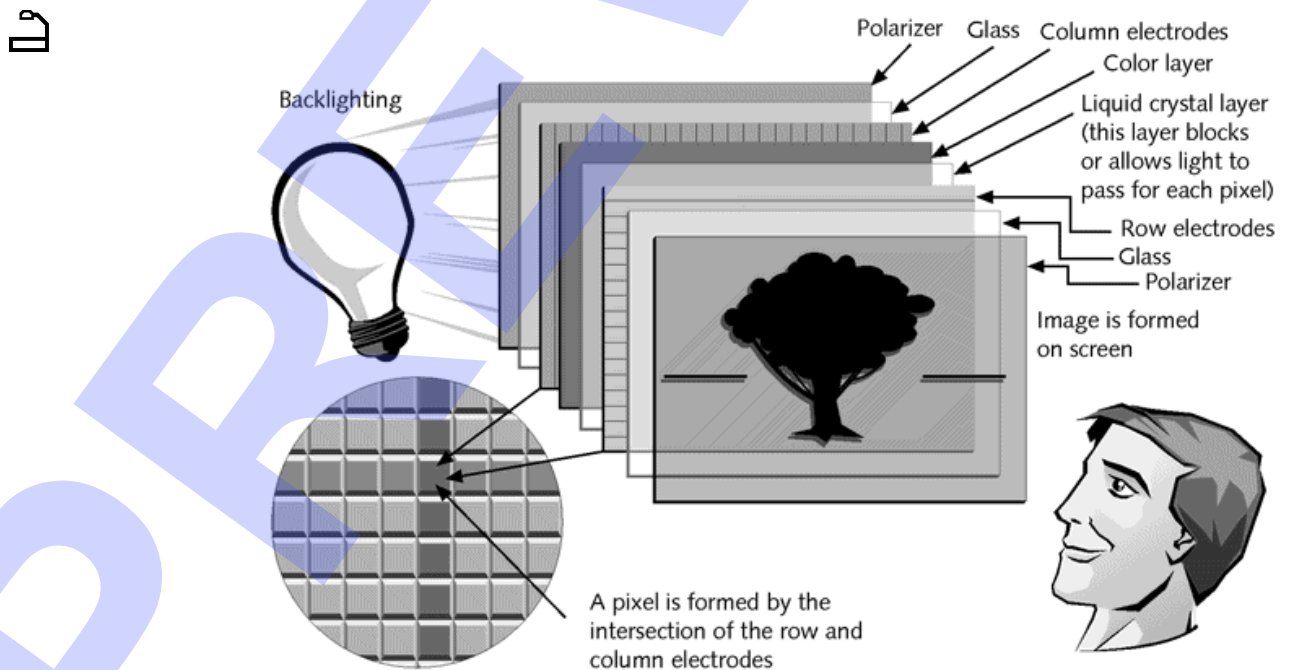 Polarizer
Glass
Column electrodes
Color layer
Backlighting
Liquid crystal layer
(this layer blocks
or allows light to
pass for each pixel)
Row electrodes
Glass
Polarizer
Image is formed
on screen
A pixel is formed by the
intersection of the row and
column electrodes